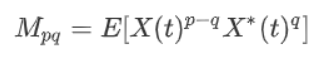 M_{pq} = E[X(t)^{p-q} X^*(t)^q]